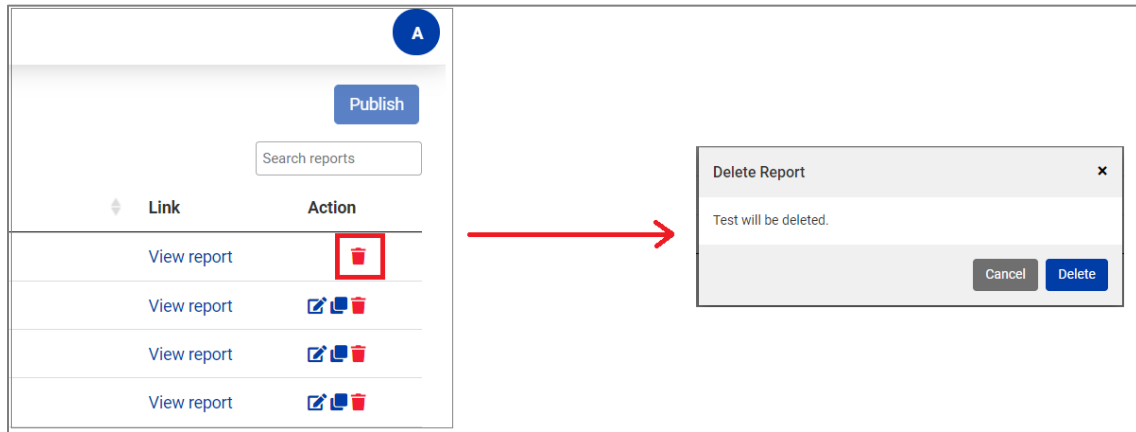 A
Publish
Search reports
Link Action
View report
View report
View report
View report
Delete Report ×
Test will be deleted.
Cancel Delete